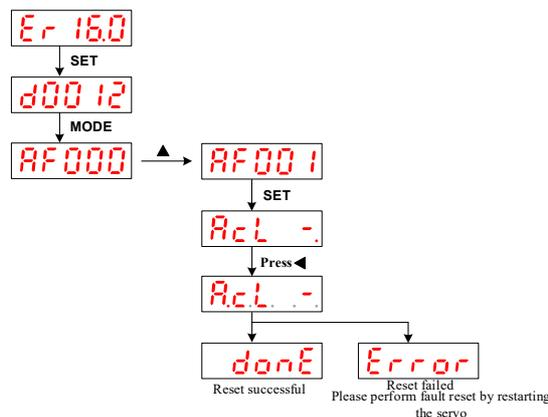 Er 16.0
SET
d0012
MODE
AF000
AF001
SET
AcL -.
Press
A.c.L. . -.
donE
Error
Reset successful
Reset failed
Please perform fault reset by restarting
the servo